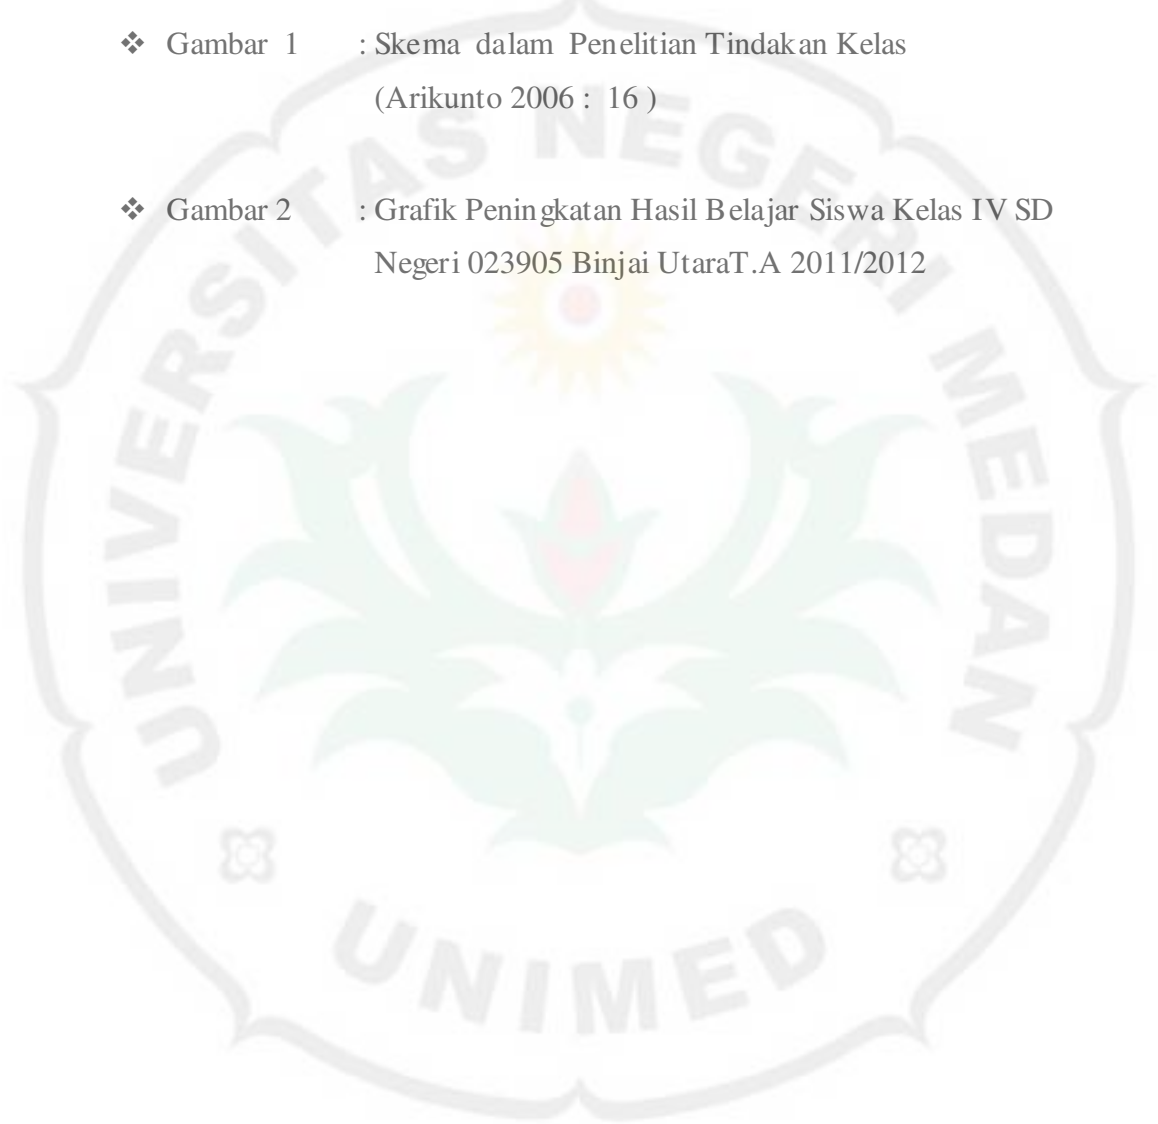 ❖ Gambar 1 : Skema dalam Penelitian Tindakan Kelas
(Arikunto 2006 : 16 )
❖ Gambar 2 : Grafik Peningkatan Hasil Belajar Siswa Kelas IV SD
Negeri 023905 Binjai UtaraT.A 2011/2012
UNIVERSITAS NEGERI MEDAN
UNIMED